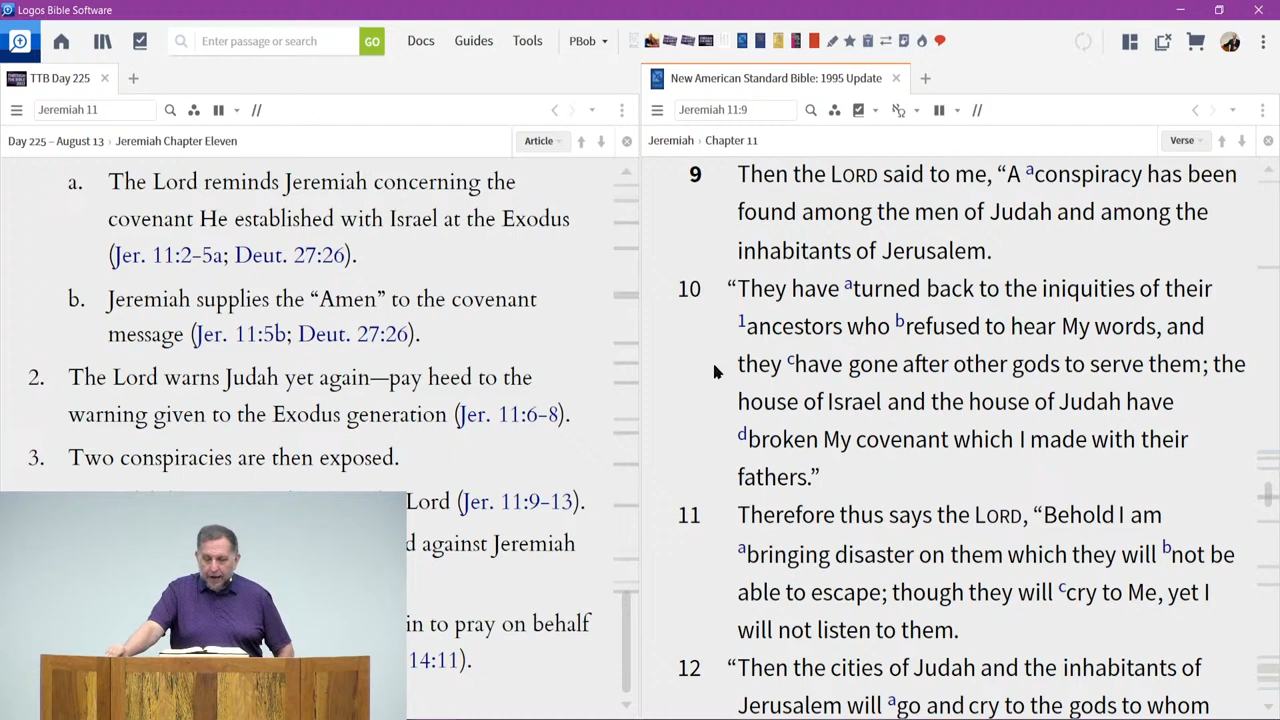 Logos Bible Software
Enter passage or search
GO
Docs
Guides
Tools
PBob
TTB Day 225
Jeremiah 11
Day 225 – August 13 › Jeremiah Chapter Eleven
Article
a. The Lord reminds Jeremiah concerning the
covenant He established with Israel at the Exodus
(Jer. 11:2–5a; Deut. 27:26).
b. Jeremiah supplies the “Amen” to the covenant
message (Jer. 11:5b; Deut. 27:26).
2. The Lord warns Judah yet again—pay heed to the
warning given to the Exodus generation (Jer. 11:6–8).
3. Two conspiracies are then exposed.
Lord (Jer. 11:9–13).
d against Jeremiah
in to pray on behalf
14:11).
New American Standard Bible: 1995 Update
Jeremiah 11:9
Jeremiah › Chapter 11
Verse
9 Then the LORD said to me, “A aconspiracy has been
found among the men of Judah and among the
inhabitants of Jerusalem.
10 “They have aturned back to the iniquities of their
1ancestors who brefused to hear My words, and
they chave gone after other gods to serve them; the
house of Israel and the house of Judah have
dbroken My covenant which I made with their
fathers.”
11 Therefore thus says the LORD, “Behold I am
abringing disaster on them which they will bnot be
able to escape; though they will ccry to Me, yet I
will not listen to them.
12 “Then the cities of Judah and the inhabitants of
Jerusalem will ago and cry to the gods to whom